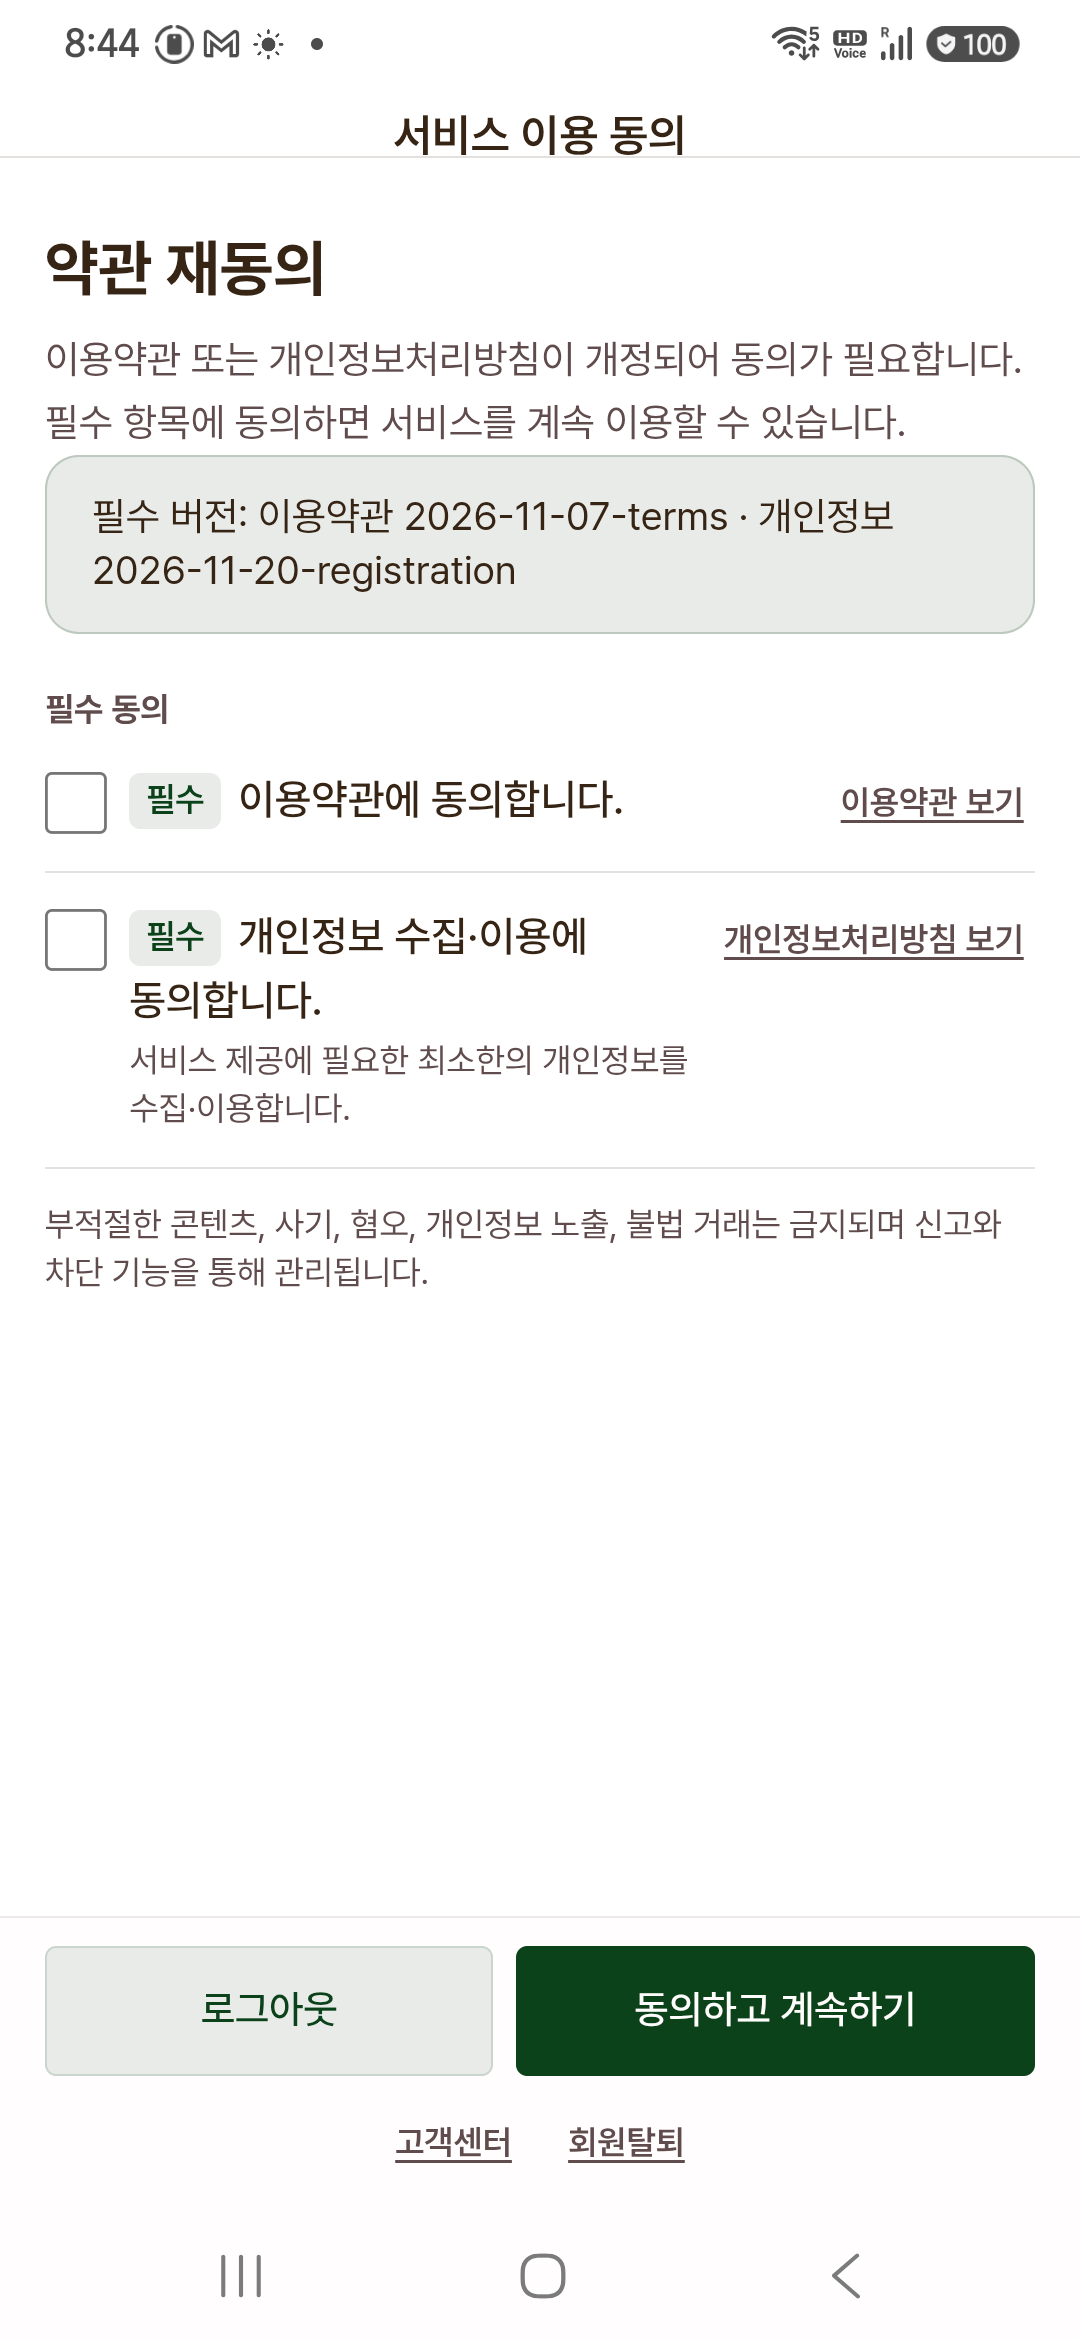 8:44
5
HD
Voice
R
100
서비스 이용 동의
약관 재동의
이용약관 또는 개인정보처리방침이 개정되어 동의가 필요합니다.
필수 항목에 동의하면 서비스를 계속 이용할 수 있습니다.
필수 버전: 이용약관 2026-11-07-terms · 개인정보
2026-11-20-registration
필수 동의
필수 이용약관에 동의합니다. 이용약관 보기
필수 개인정보 수집·이용에 개인정보처리방침 보기
동의합니다.
서비스 제공에 필요한 최소한의 개인정보를
수집·이용합니다.
부적절한 콘텐츠, 사기, 혐오, 개인정보 노출, 불법 거래는 금지되며 신고와
차단 기능을 통해 관리됩니다.
로그아웃 동의하고 계속하기
고객센터 회원탈퇴